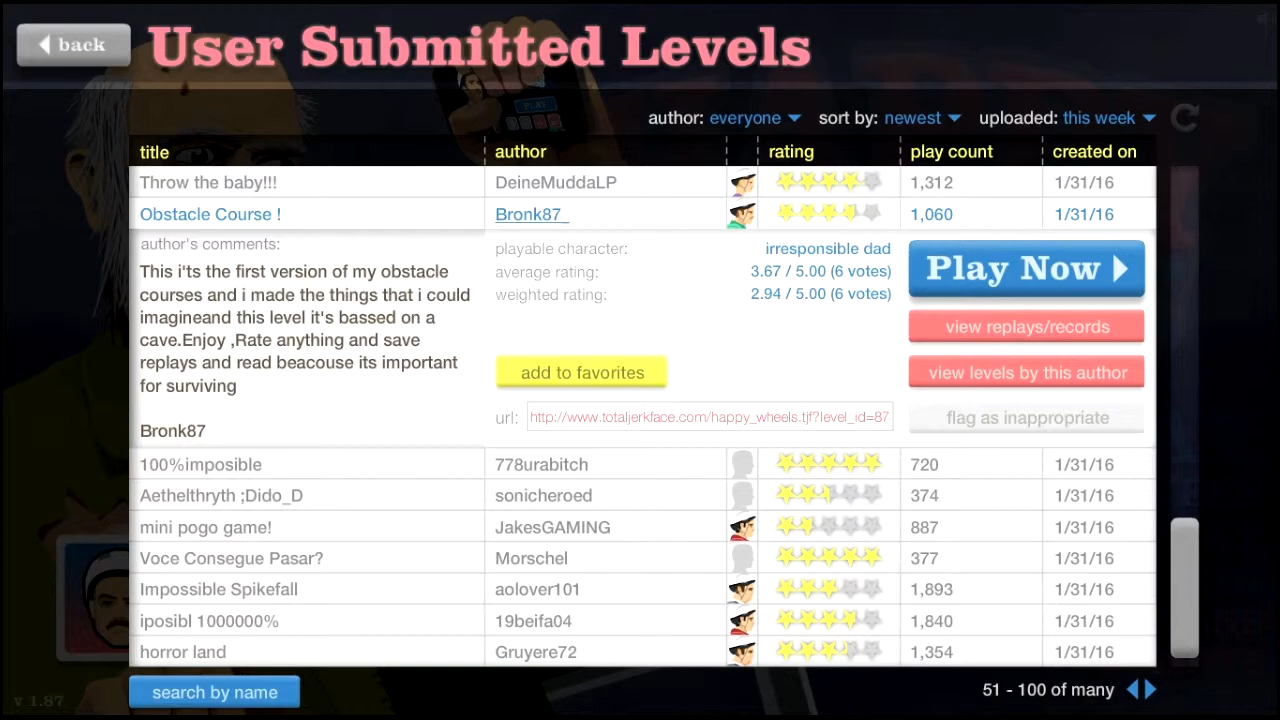 back
User Submitted Levels
author: everyone sort by: newest uploaded: this week
title author rating play count created on
Throw the baby!!! DeineMuddaLP 1,312 1/31/16
Obstacle Course ! Bronk87_ 1,060 1/31/16
author's comments:
This i'ts the first version of my obstacle
courses and i made the things that i could
imagineand this level it's bassed on a
cave.Enjoy ,Rate anything and save
replays and read beacouse its important
for surviving
Bronk87
playable character: irresponsible dad
average rating: 3.67 / 5.00 (6 votes)
weighted rating: 2.94 / 5.00 (6 votes)
add to favorites
url: http://www.totaljerkface.com/happy_wheels.tjf?level_id=87
Play Now
view replays/records
view levels by this author
flag as inappropriate
100%imposible 778urabitch 720 1/31/16
Aethelthryth ;Dido_D sonicheroed 374 1/31/16
mini pogo game! JakesGAMING 887 1/31/16
Voce Consegue Pasar? Morschel 377 1/31/16
Impossible Spikefall aolover101 1,893 1/31/16
iposibl 1000000% 19beifa04 1,840 1/31/16
horror land Gruyere72 1,354 1/31/16
search by name
51 - 100 of many
v 1.87
PLAY